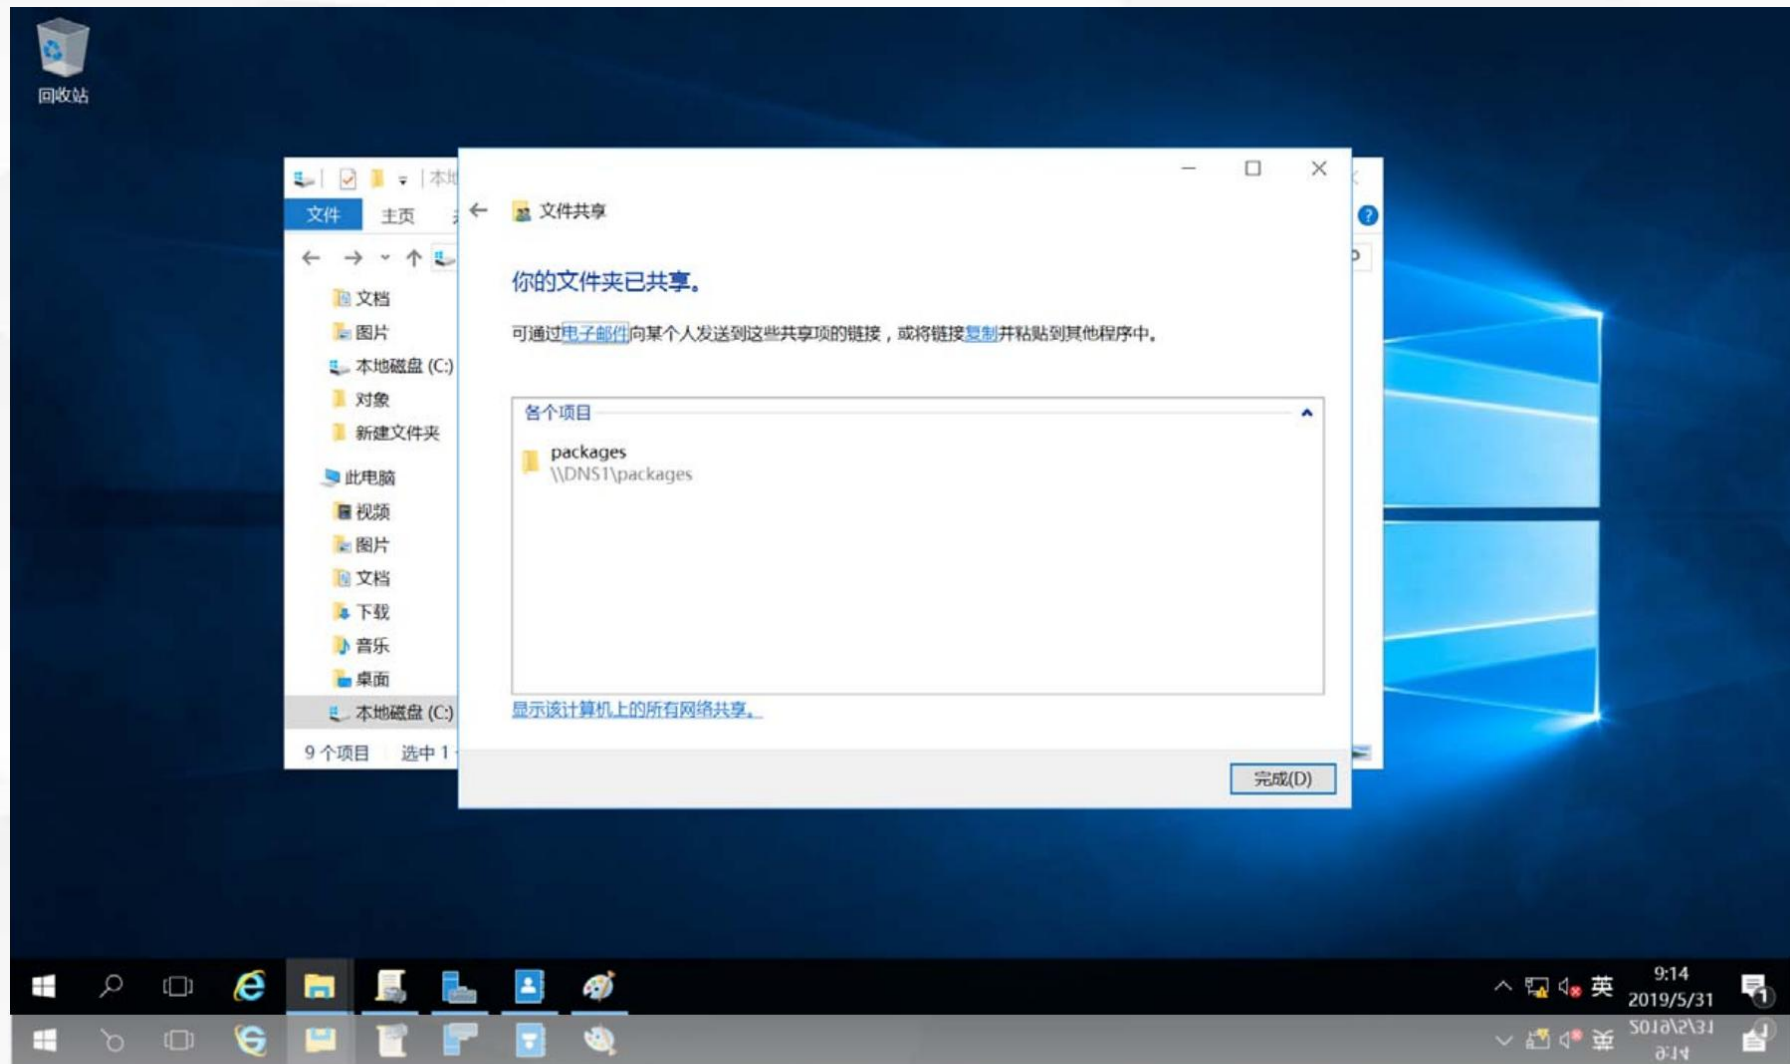 回收站
本地
文件
主页
文件共享
你的文件夹已共享。
可通过电子邮件向某个人发送到这些共享项的链接，或将链接复制并粘贴到其他程序中。
文档
图片
本地磁盘 (C:)
对象
新建文件夹
此电脑
视频
图片
文档
下载
音乐
桌面
本地磁盘 (C:)
各个项目
packages
\\DNS1\packages
显示该计算机上的所有网络共享。
9 个项目
选中 1
完成(D)
英
9:14
2019/5/31
1